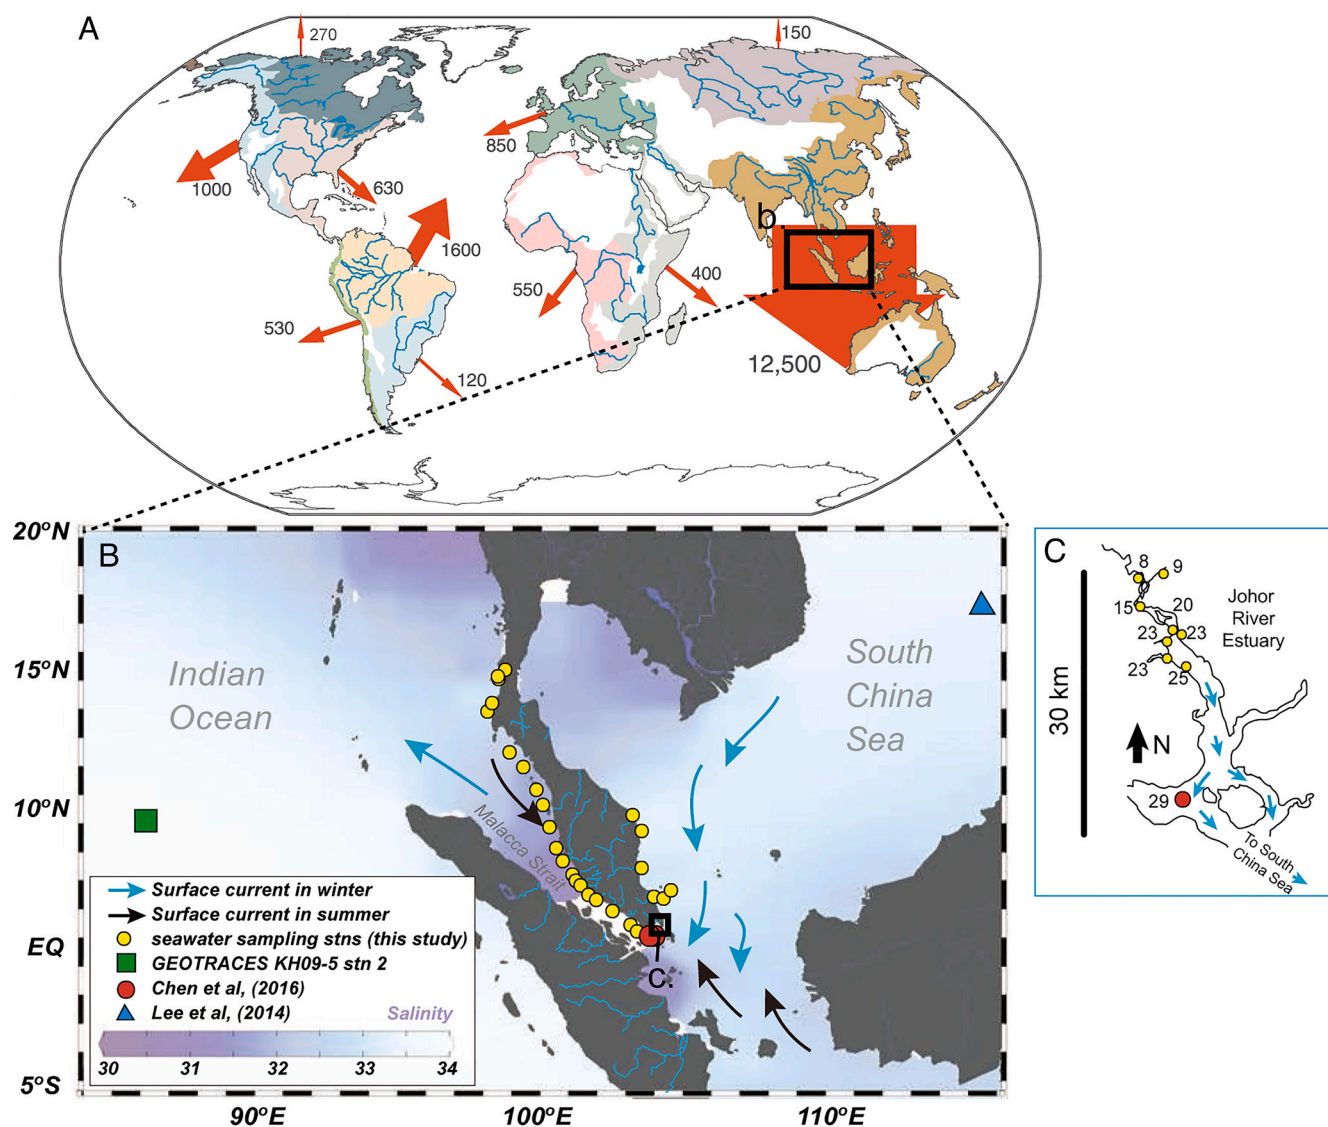 A
270
150
850
1000
630
1600
b.
550
400
530
12,500
120
20°N
B
Indian
Ocean
South
China
Sea
15°N
10°N
Malacca Strait
EQ
c.
Surface current in winter
Surface current in summer
seawater sampling stns (this study)
GEOTRACES KH09-5 stn 2
Chen et al, (2016)
Lee et al, (2014)
Salinity
30 31 32 33 34
5°S
90°E 100°E 110°E
C
8 9
15 20
23 23
23 25
Johor
River
Estuary
30 km
N
29
To South
China Sea